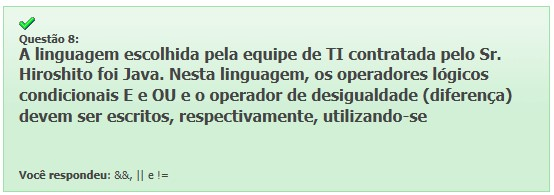 Questão 8:
A linguagem escolhida pela equipe de TI contratada pelo Sr.
Hiroshito foi Java. Nesta linguagem, os operadores lógicos
condicionais E e OU e o operador de desigualdade (diferença)
devem ser escritos, respectivamente, utilizando-se
Você respondeu: &&, || e !=